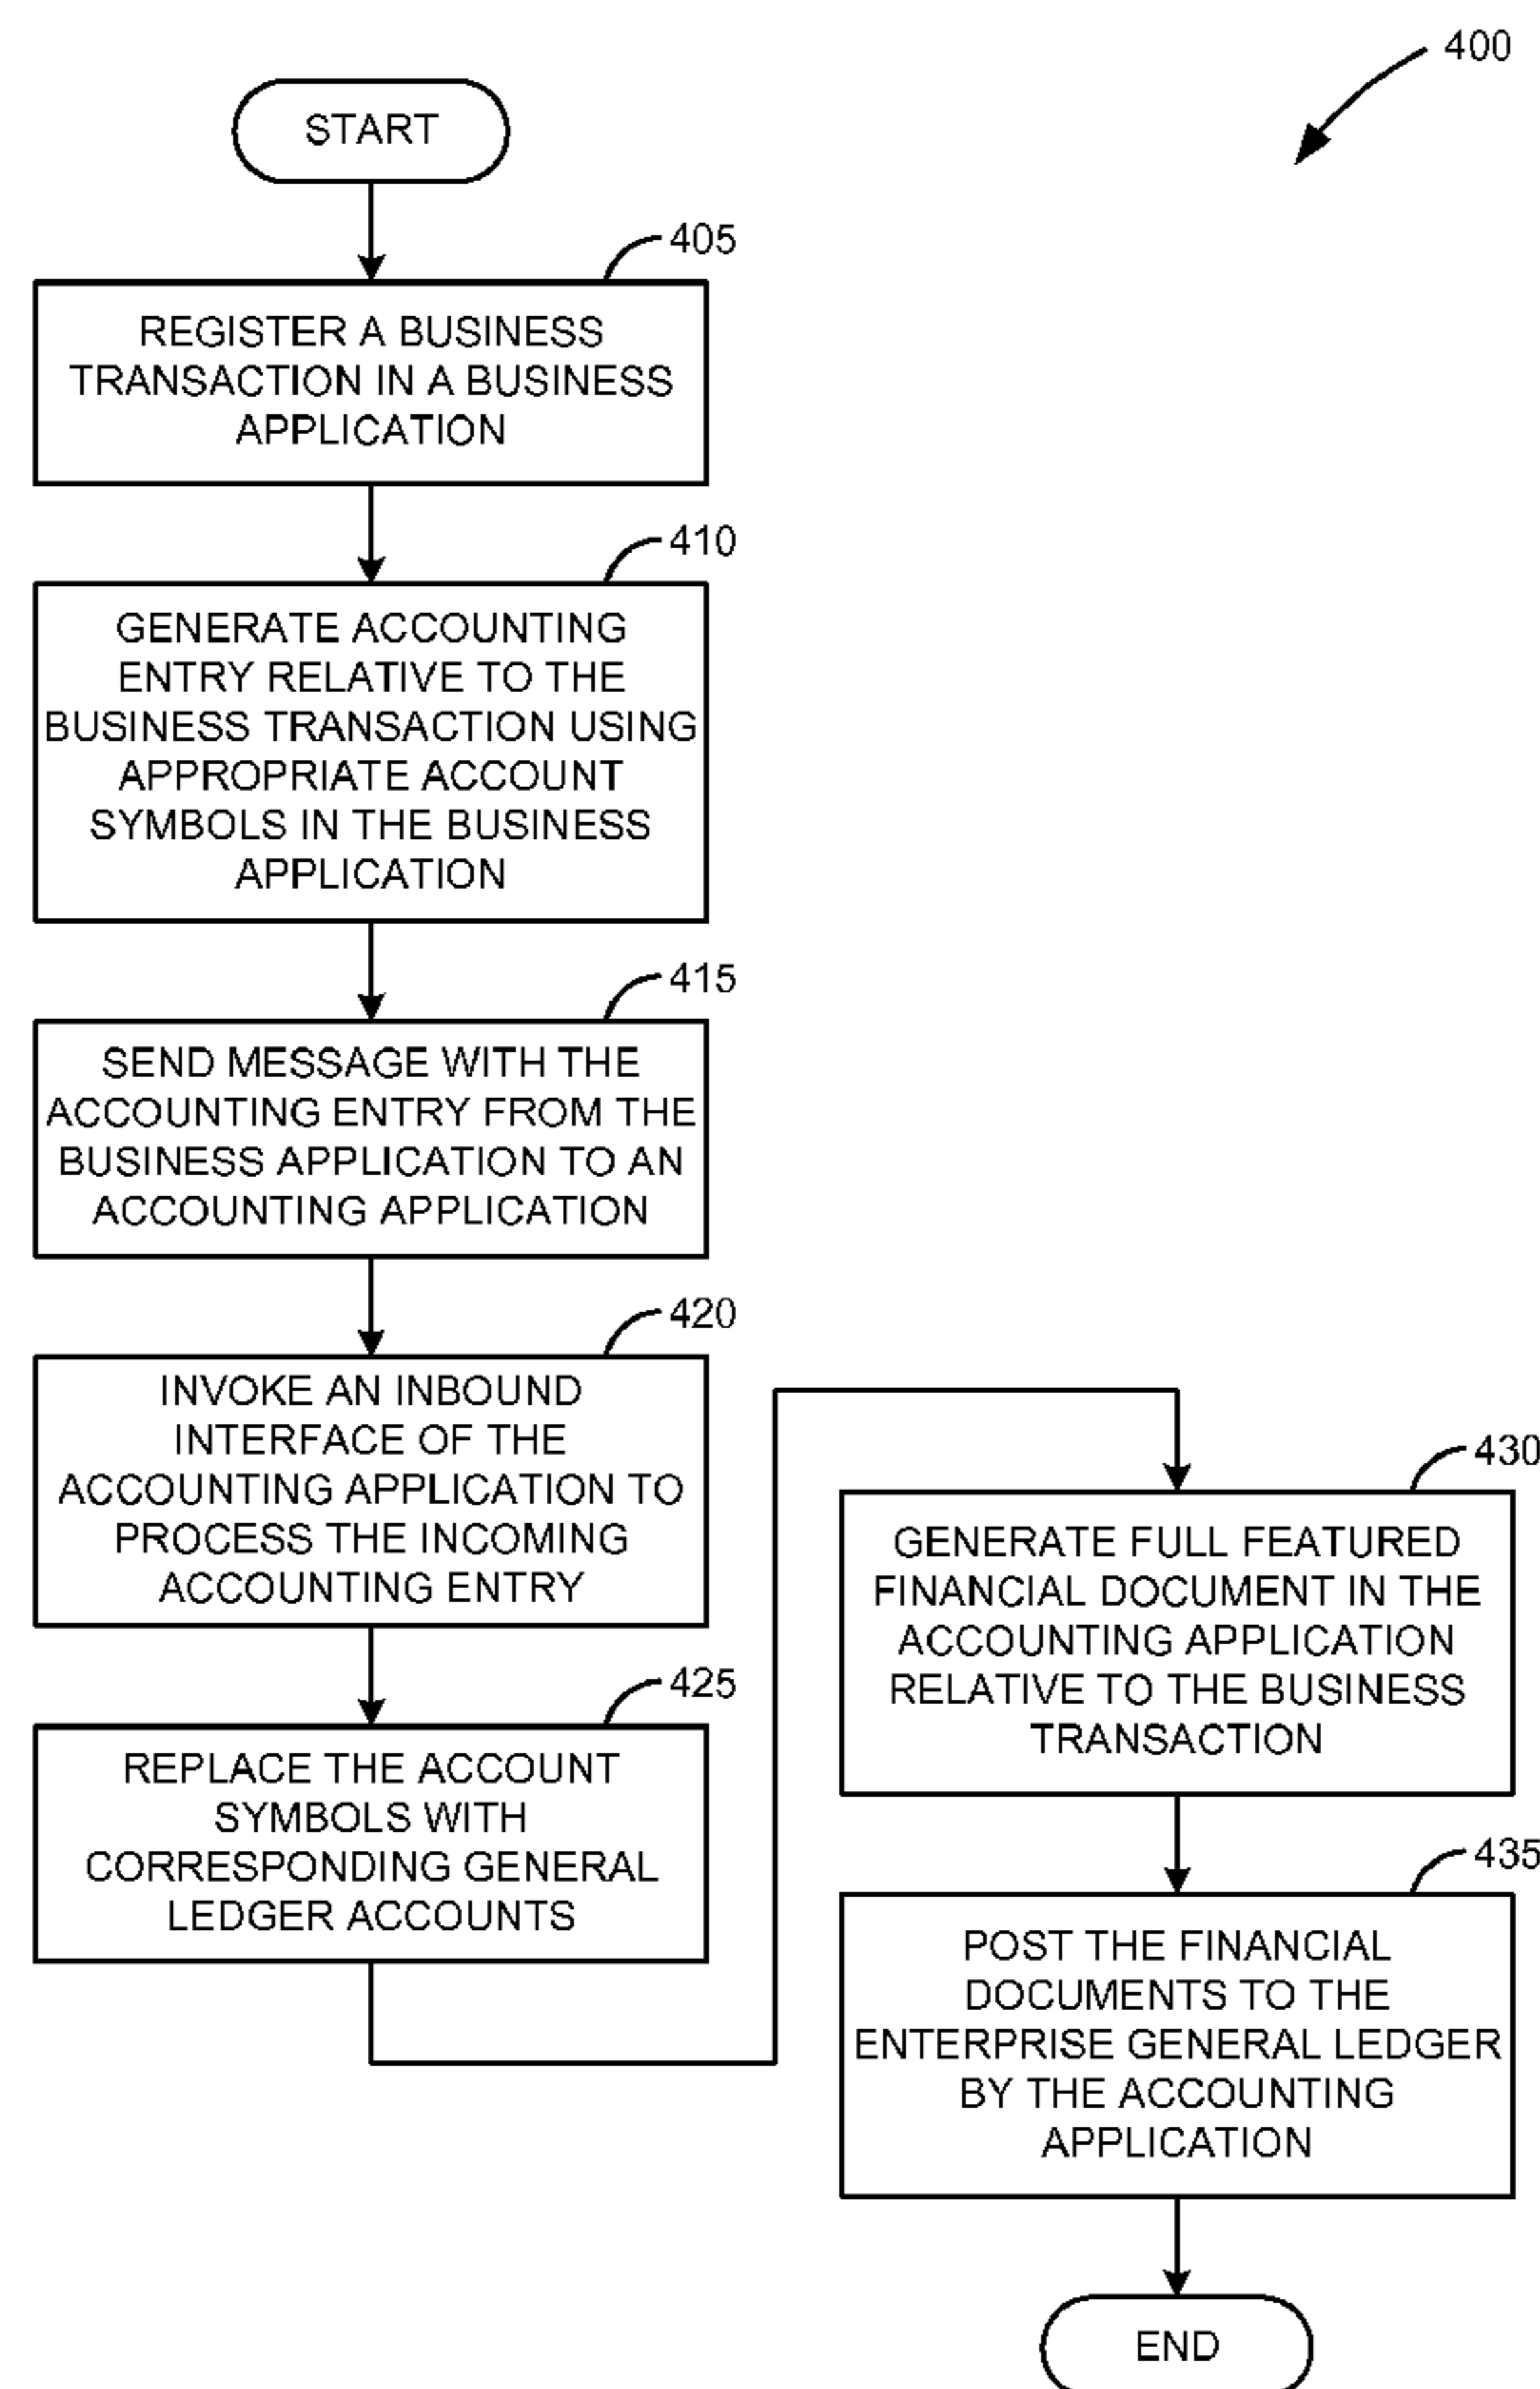 400
START
405
REGISTER A BUSINESS
TRANSACTION IN A BUSINESS
APPLICATION
410
GENERATE ACCOUNTING
ENTRY RELATIVE TO THE
BUSINESS TRANSACTION USING
APPROPRIATE ACCOUNT
SYMBOLS IN THE BUSINESS
APPLICATION
415
SEND MESSAGE WITH THE
ACCOUNTING ENTRY FROM THE
BUSINESS APPLICATION TO AN
ACCOUNTING APPLICATION
420
INVOKE AN INBOUND
INTERFACE OF THE
ACCOUNTING APPLICATION TO
PROCESS THE INCOMING
ACCOUNTING ENTRY
425
REPLACE THE ACCOUNT
SYMBOLS WITH
CORRESPONDING GENERAL
LEDGER ACCOUNTS
430
GENERATE FULL FEATURED
FINANCIAL DOCUMENT IN THE
ACCOUNTING APPLICATION
RELATIVE TO THE BUSINESS
TRANSACTION
435
POST THE FINANCIAL
DOCUMENTS TO THE
ENTERPRISE GENERAL LEDGER
BY THE ACCOUNTING
APPLICATION
END